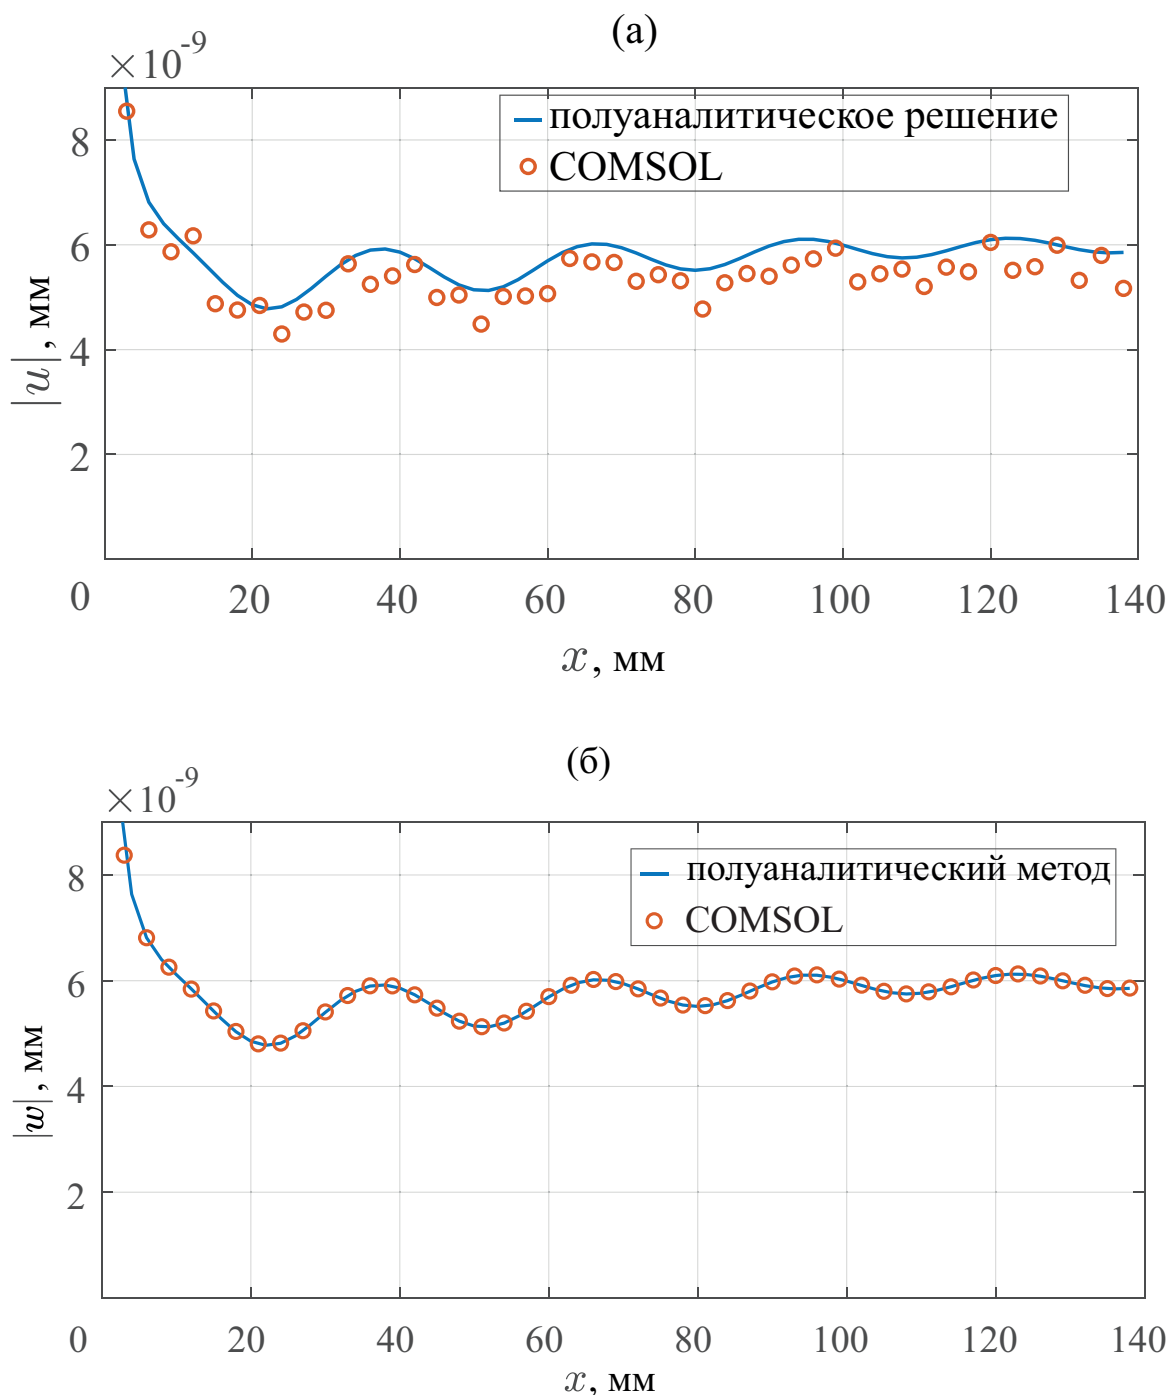 (а)
×10⁻⁹
полуаналитическое решение
COMSOL
8
6
4
2
|u|, мм
0 20 40 60 80 100 120 140
x, мм
(б)
×10⁻⁹
полуаналитический метод
COMSOL
8
6
4
2
|w|, мм
0 20 40 60 80 100 120 140
x, мм